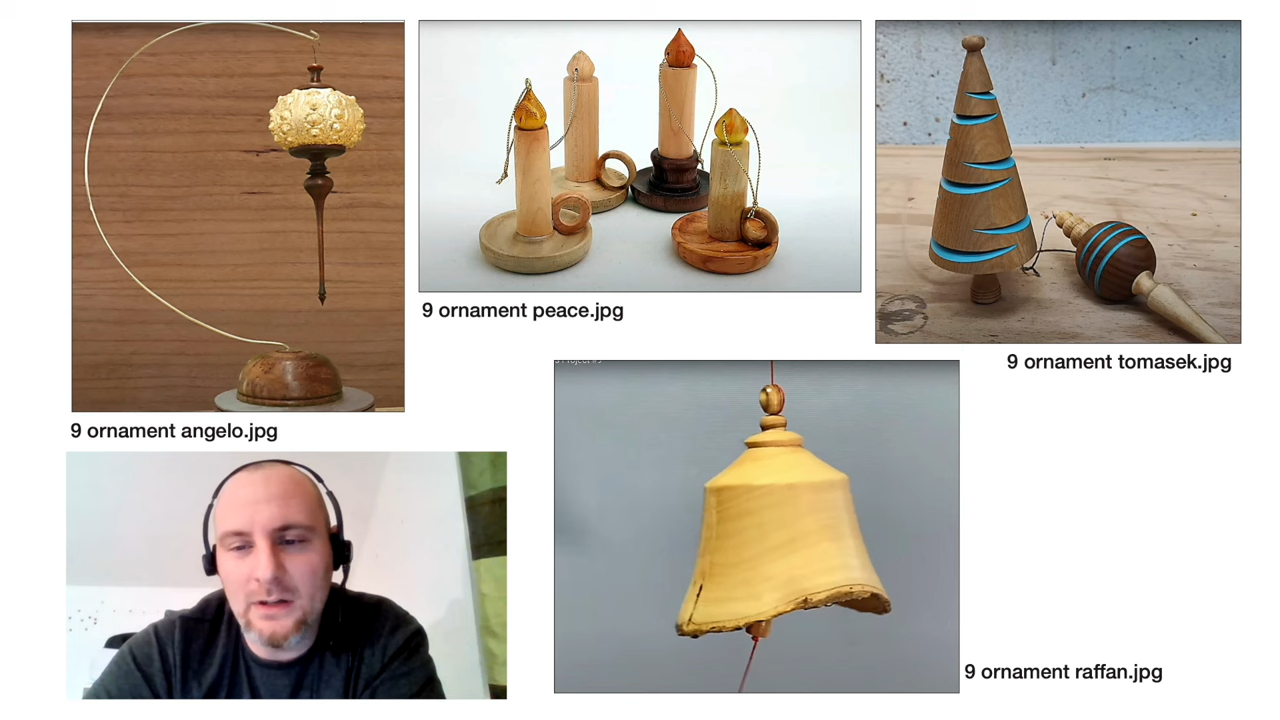 9 ornament peace.jpg
9 ornament tomasek.jpg
9 ornament angelo.jpg
9 ornament raffan.jpg